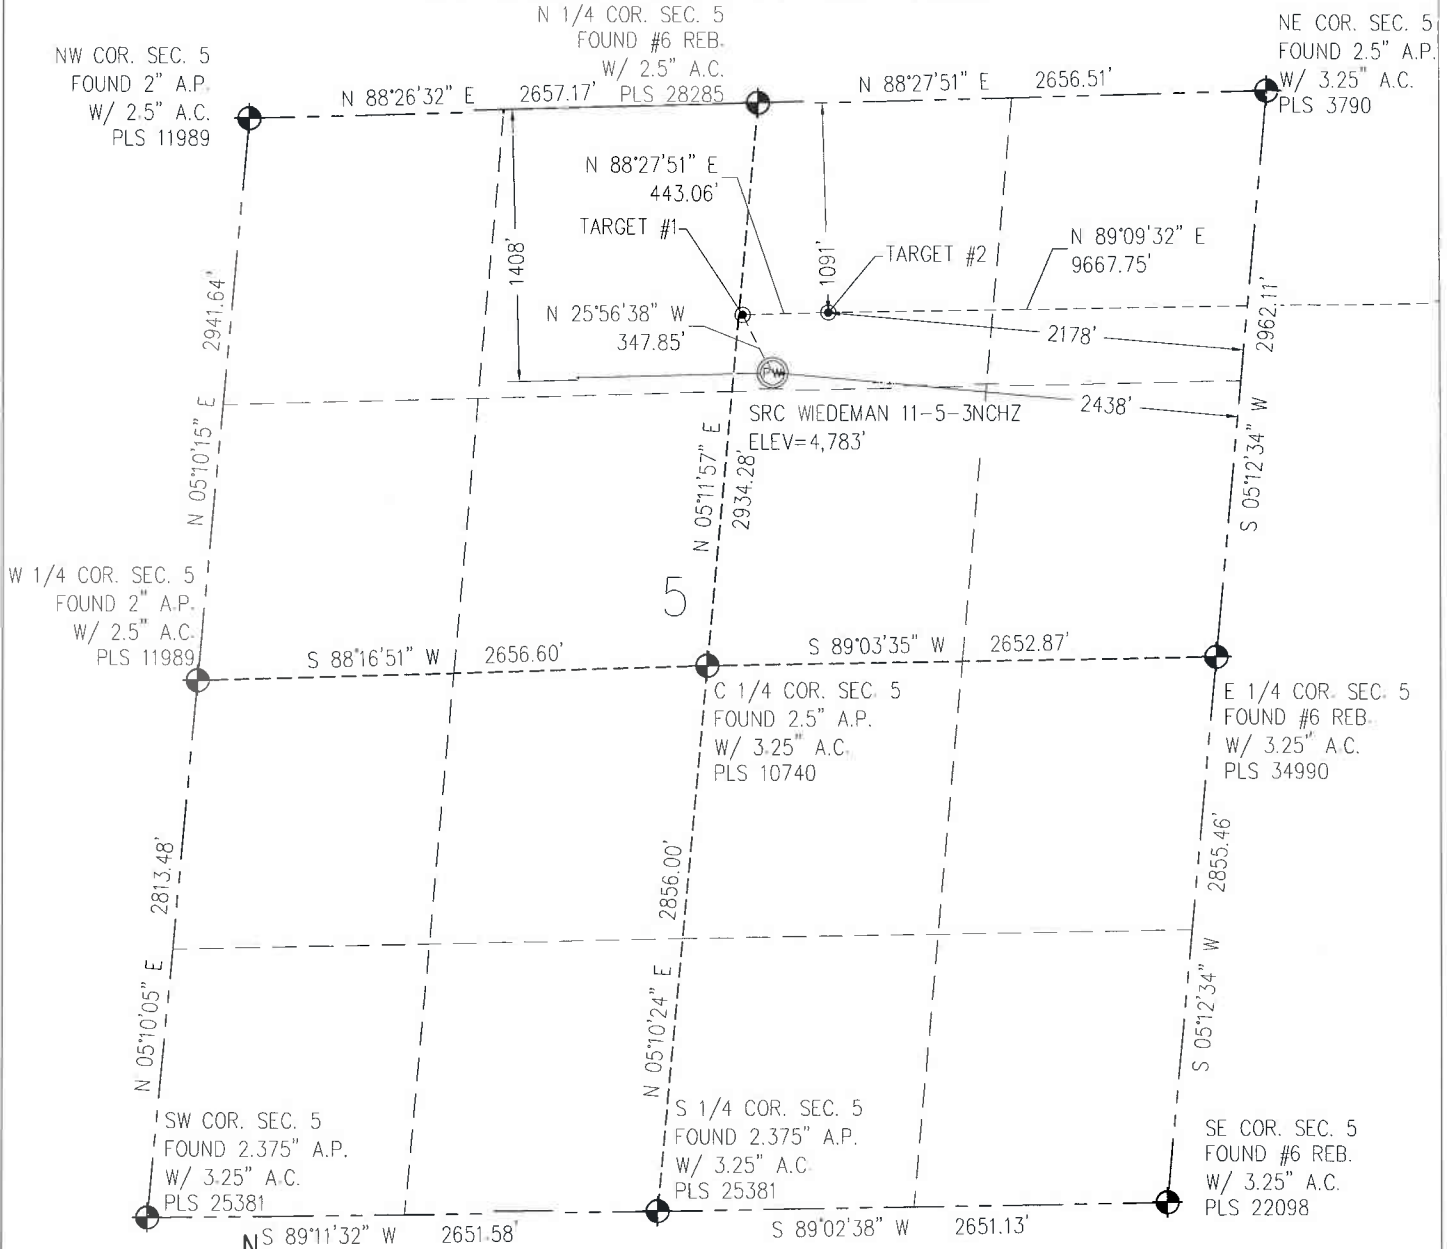 N 1/4 COR. SEC. 5
FOUND #6 REB.
W/ 2.5" A.C.
PLS 28285
NE COR. SEC. 5
FOUND 2.5" A.P.
W/ 3.25" A.C.
PLS 3790
NW COR. SEC. 5
FOUND 2" A.P.
W/ 2.5" A.C.
PLS 11989
N 88°26'32" E 2657.17'
N 88°27'51" E 2656.51'
N 88°27'51" E
443.06'
TARGET #1
1408'
1091'
TARGET #2
N 89°09'32" E
9667.75'
N 25°56'38" W
347.85'
2178'
2941.64"
2962.11'
PW
SRC WIEDEMAN 11-5-3NCHZ
ELEV=4,783'
2438'
N 05°10'15" E
N 05°11'57" E
2934.28'
S 05°12'34" W
W 1/4 COR. SEC. 5
FOUND 2" A.P.
W/ 2.5" A.C.
PLS 11989
5
S 88°16'51" W 2656.60'
S 89°03'35" W 2652.87'
C 1/4 COR. SEC. 5
FOUND 2.5" A.P.
W/ 3.25" A.C.
PLS 10740
E 1/4 COR. SEC. 5
FOUND #6 REB.
W/ 3.25" A.C.
PLS 34990
2813.48'
2856.00'
2855.46'
N 05°10'05" E
N 05°10'24" E
S 05°12'34" W
SW COR. SEC. 5
FOUND 2.375" A.P.
W/ 3.25" A.C.
PLS 25381
S 1/4 COR. SEC. 5
FOUND 2.375" A.P.
W/ 3.25" A.C.
PLS 25381
SE COR. SEC. 5
FOUND #6 REB.
W/ 3.25" A.C.
PLS 22098
N
S 89°11'32" W 2651.58'
S 89°02'38" W 2651.13'